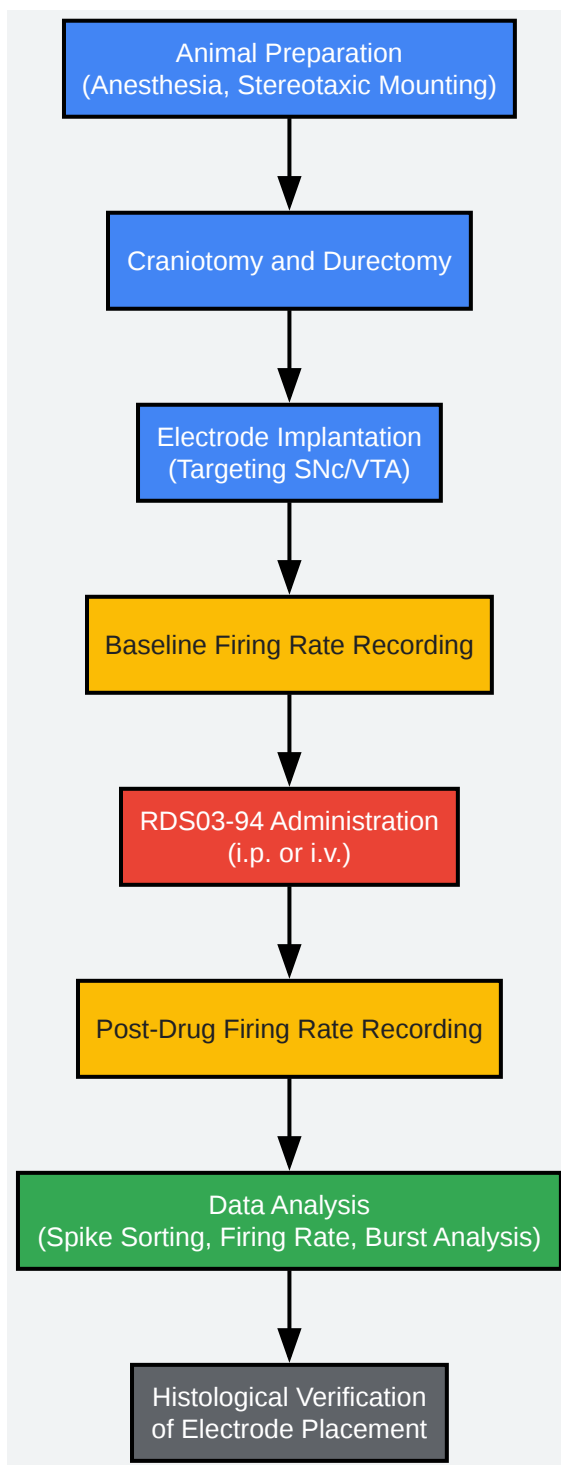 Animal Preparation
(Anesthesia, Stereotaxic Mounting)
Craniotomy and Durectomy
Electrode Implantation
(Targeting SNc/VTA)
Baseline Firing Rate Recording
RDS03-94 Administration
(i.p. or i.v.)
Post-Drug Firing Rate Recording
Data Analysis
(Spike Sorting, Firing Rate, Burst Analysis)
Histological Verification
of Electrode Placement